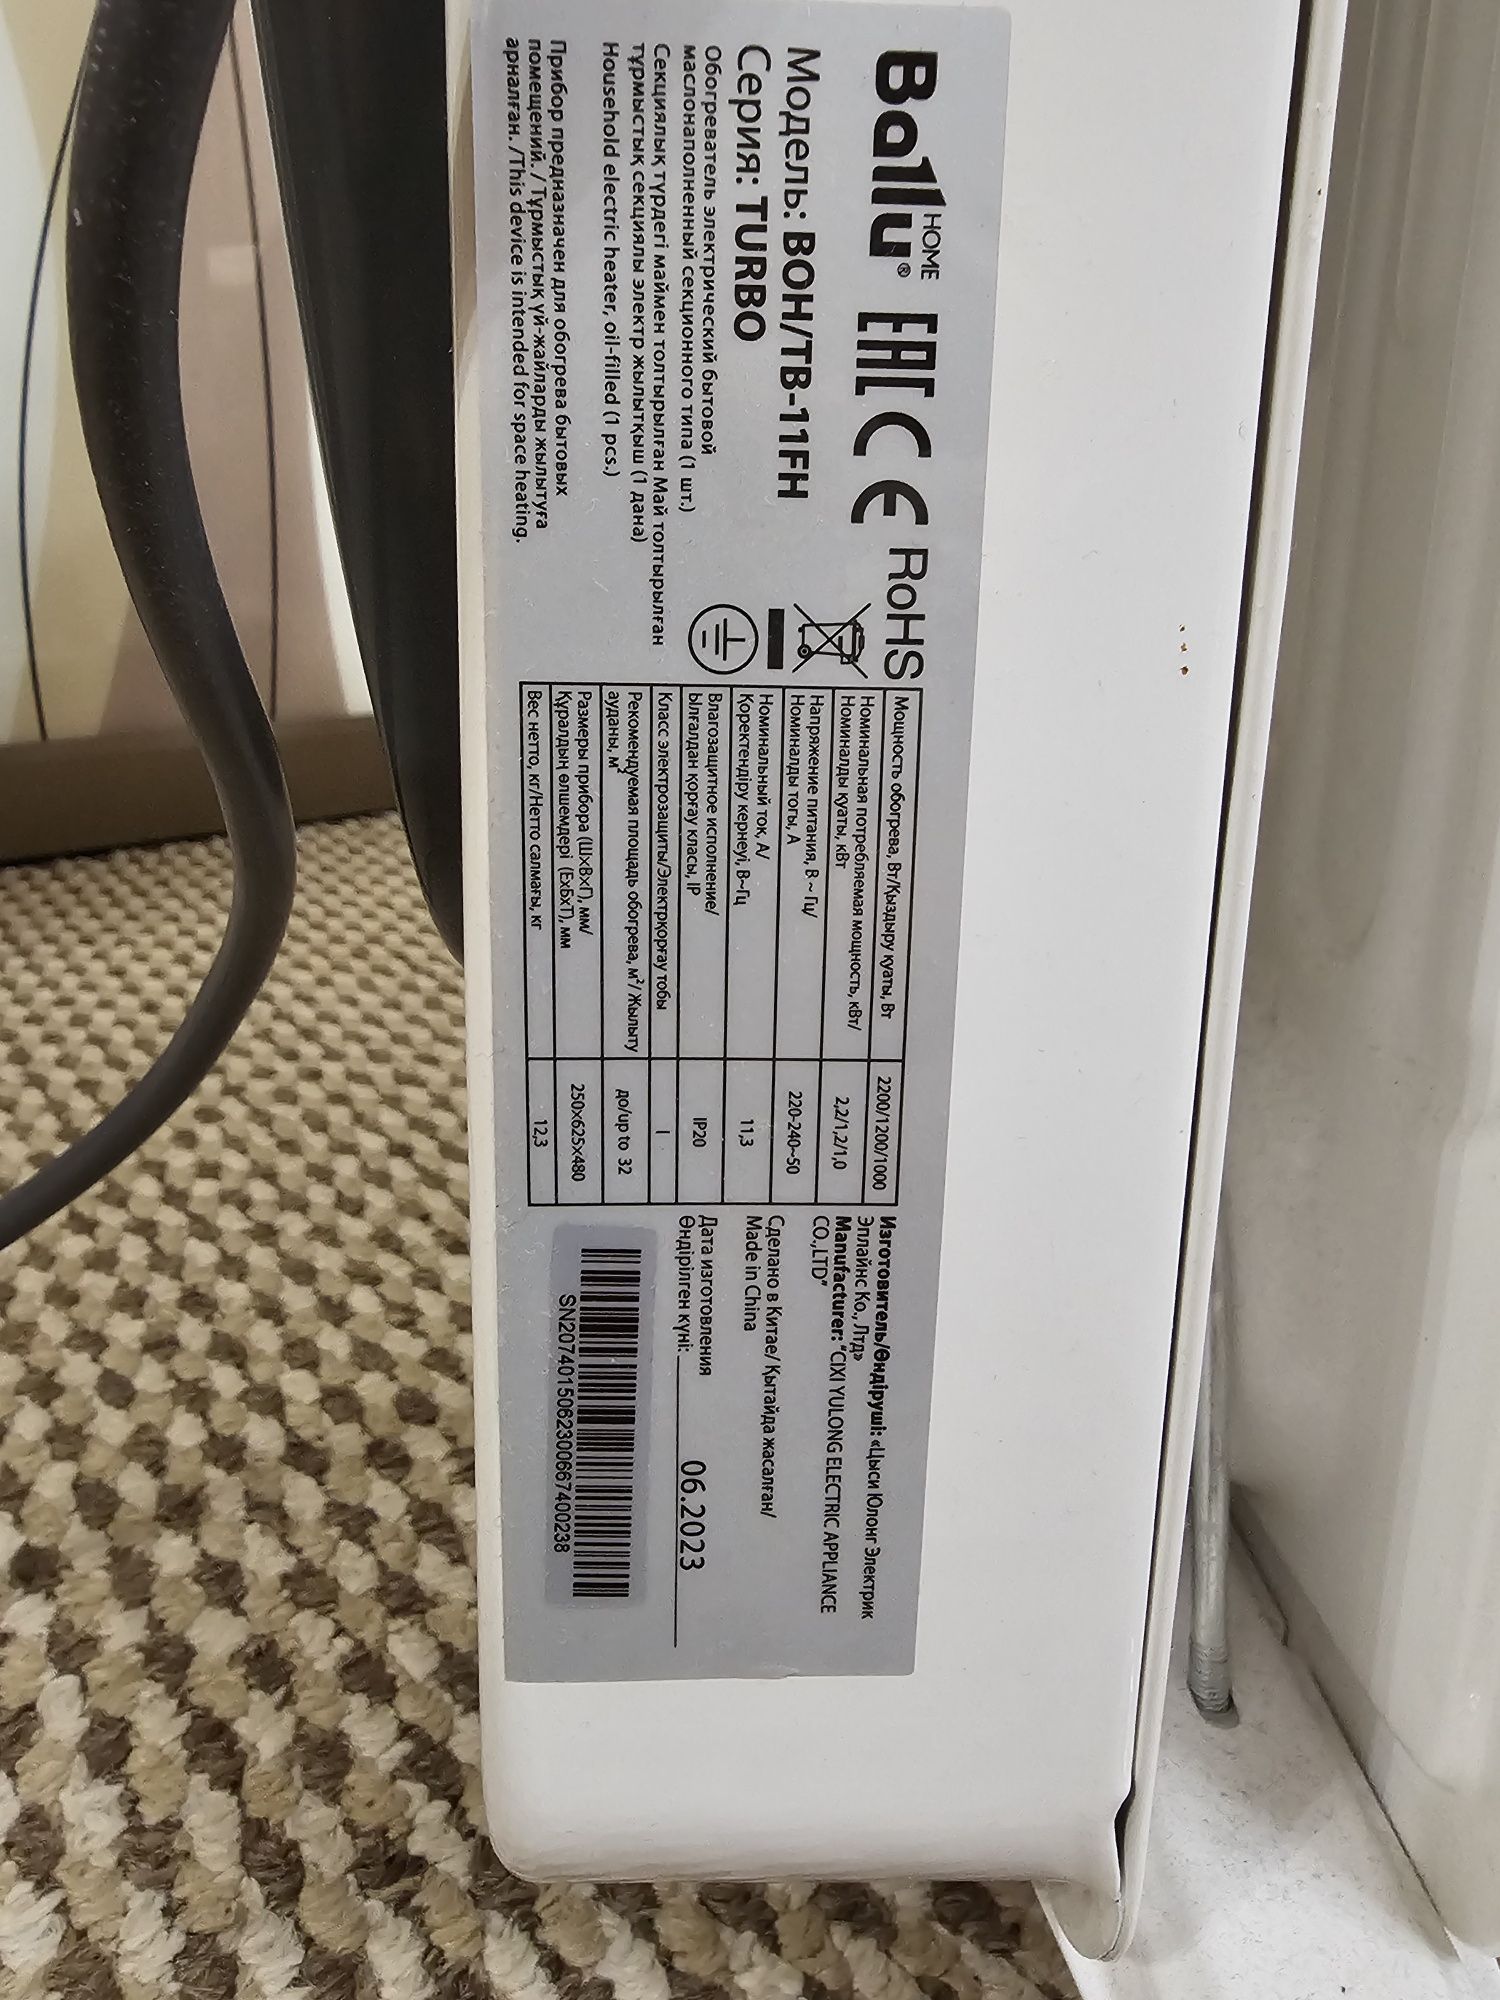 Ballu® HOME EAC CE RoHS
Модель: BOH/TB-11FH
Серия: TURBO
Обогреватель электрический бытовой
маслонаполненный секционного типа (1 шт.)
Секциялық түрдегі маймен толтырылған Май толтырылған
тұрмыстық секциялы электр жылытқыш (1 дана)
Household electric heater, oil-filled (1 pcs.)
Прибор предназначен для обогрева бытовых
помещений. / Тұрмыстық үй-жайларды жылытуға
арналған. /This device is intended for space heating.
Мощность обогрева, Вт/Қыздыру қуаты, Вт 2200/1200/1000
Номинальная потребляемая мощность, кВт/
Номиналды қуаты, кВт 2,2/1,2/1,0
Напряжение питания, В ~ Гц/
Номиналды тогы, А 220-240~50
Номинальный ток, А/
Қоректендіру кернеуі, В~Гц 11,3
Влагозащитное исполнение/
Ылғалдан қорғау класы, IP IP20
Класс электрозащиты/Электрқорғау тобы I
Рекомендуемая площадь обогрева, м²/ Жылыту
ауданы, м² до/up to 32
Размеры прибора (ШхВхГ), мм/
Құралдың өлшемдері (ЕхБхТ), мм 250x625x480
Вес нетто, кг/Нетто салмағы, кг 12,3
Изготовитель/Өндіруші: «Цыси Юлонг Электрик
Эплайнс Ко., Лтд»
Manufacturer: "CIXI YULONG ELECTRIC APPLIANCE
CO.,LTD"
Сделано в Китае/ Қытайда жасалған/
Made in China
Дата изготовления
Өндірілген күні: 06.2023
SN2074015062300667400238